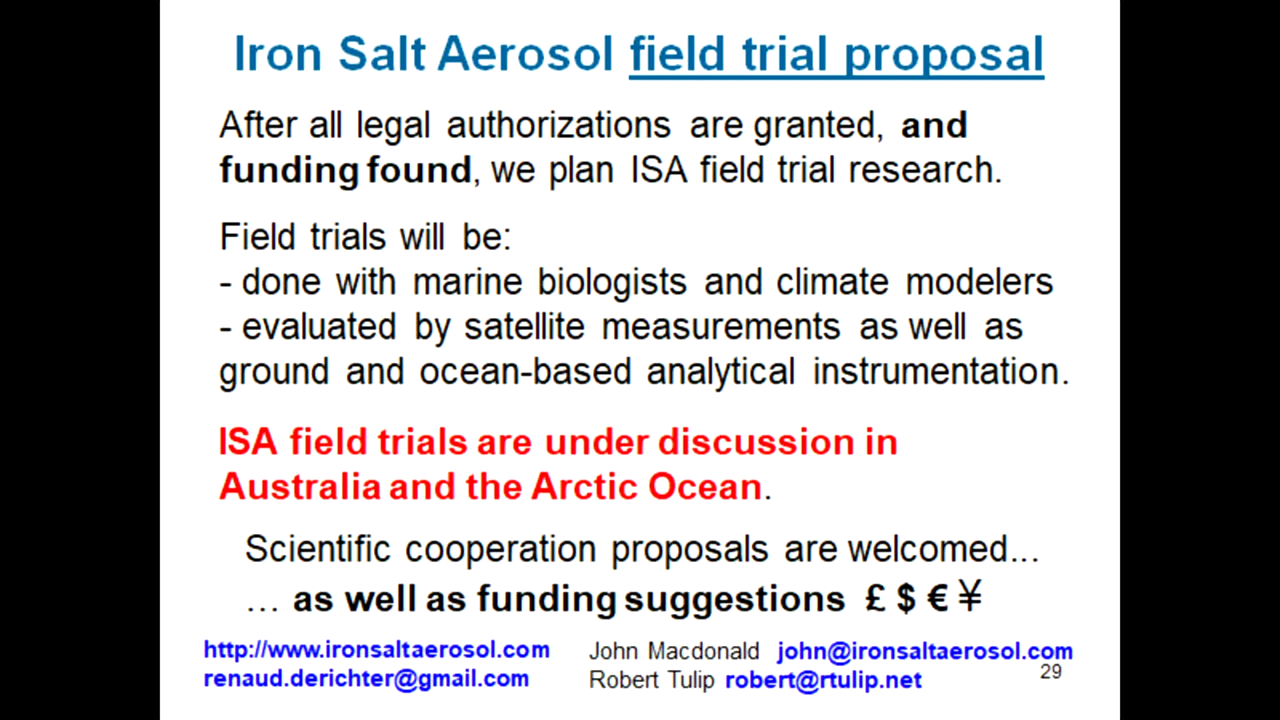 Iron Salt Aerosol field trial proposal
After all legal authorizations are granted, and
funding found, we plan ISA field trial research.
Field trials will be:
- done with marine biologists and climate modelers
- evaluated by satellite measurements as well as
ground and ocean-based analytical instrumentation.
ISA field trials are under discussion in
Australia and the Arctic Ocean.
Scientific cooperation proposals are welcomed...
... as well as funding suggestions £ $ € ¥
http://www.ironsaltaerosol.com John Macdonald john@ironsaltaerosol.com
renaud.derichter@gmail.com Robert Tulip robert@rtulip.net
29